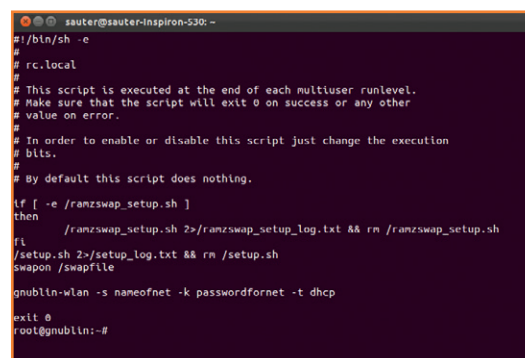 sauter@sauter-Inspiron-530: ~
#!/bin/sh -e
#
# rc.local
#
# This script is executed at the end of each multiuser runlevel.
# Make sure that the script will exit 0 on success or any other
# value on error.
#
# In order to enable or disable this script just change the execution
# bits.
#
# By default this script does nothing.
if [ -e /ramzswap_setup.sh ]
then
/ramzswap_setup.sh 2>/ramzswap_setup_log.txt && rm /ramzswap_setup.sh
fi
/setup.sh 2>/setup_log.txt && rm /setup.sh
swapon /swapfile
gnublin-wlan -s nameofnet -k passwordfornet -t dhcp
exit 0
root@gnublin:~#